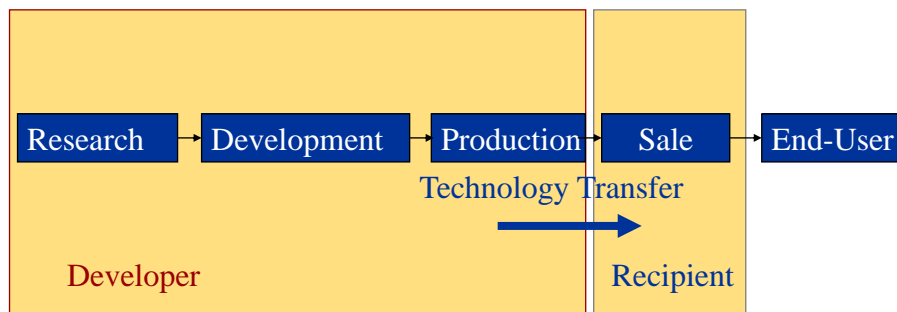 Research
Development
Production
Sale
End-User
Technology Transfer
Developer
Recipient